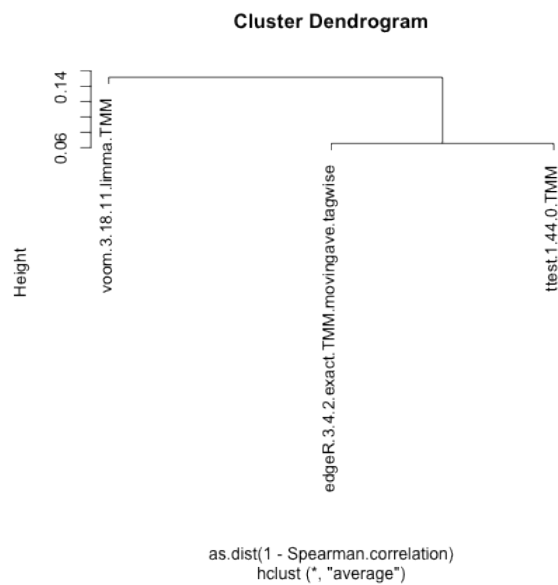 Cluster Dendrogram
Height
0.14
0.06
voom.3.18.11.limma.TMM
edgeR.3.4.2.exact.TMM.movingave.tagwise
ttest.1.44.0.TMM
as.dist(1 - Spearman.correlation)
hclust (*, "average")